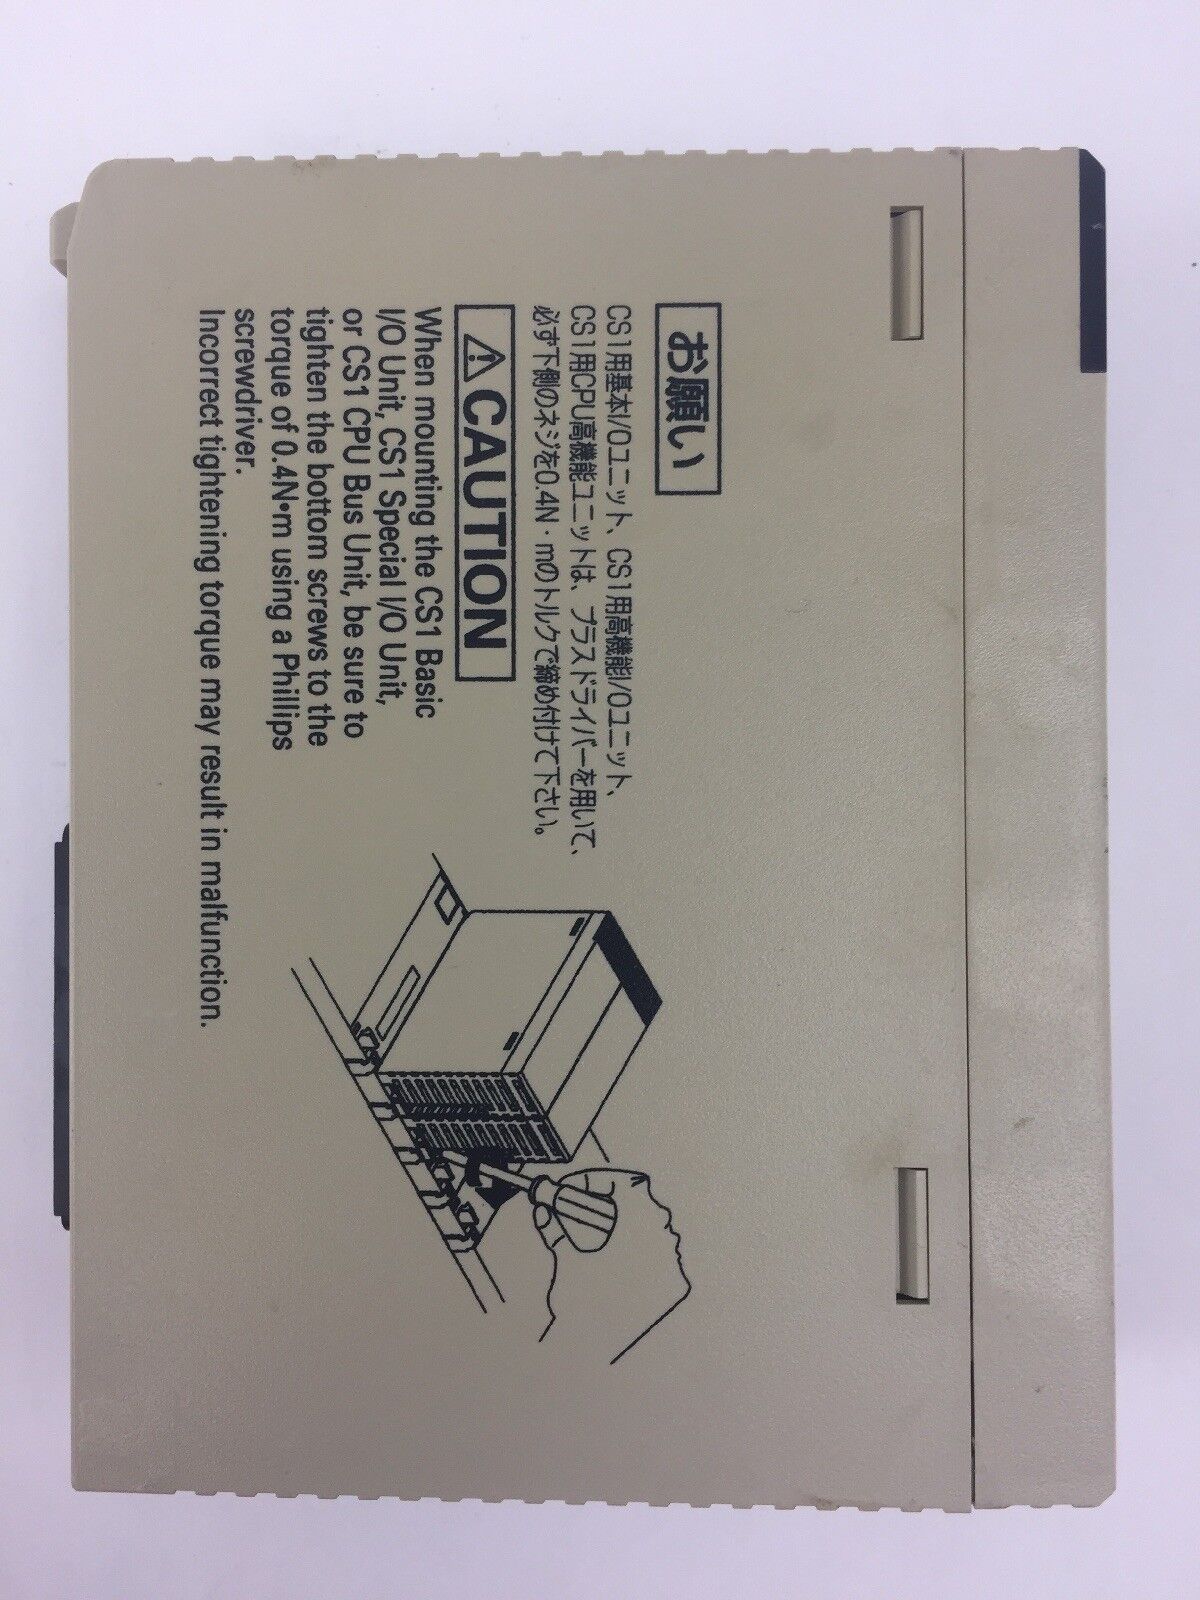 お願い
CS1用基本I/Oユニット、CS1用高機能I/Oユニット、
CS1用CPU高機能ユニットは、プラスドライバーを用いて、
必ず下側のネジを0.4N・mのトルクで締め付けて下さい。
⚠CAUTION
When mounting the CS1 Basic
I/O Unit, CS1 Special I/O Unit,
or CS1 CPU Bus Unit, be sure to
tighten the bottom screws to the
torque of 0.4N•m using a Phillips
screwdriver.
Incorrect tightening torque may result in malfunction.